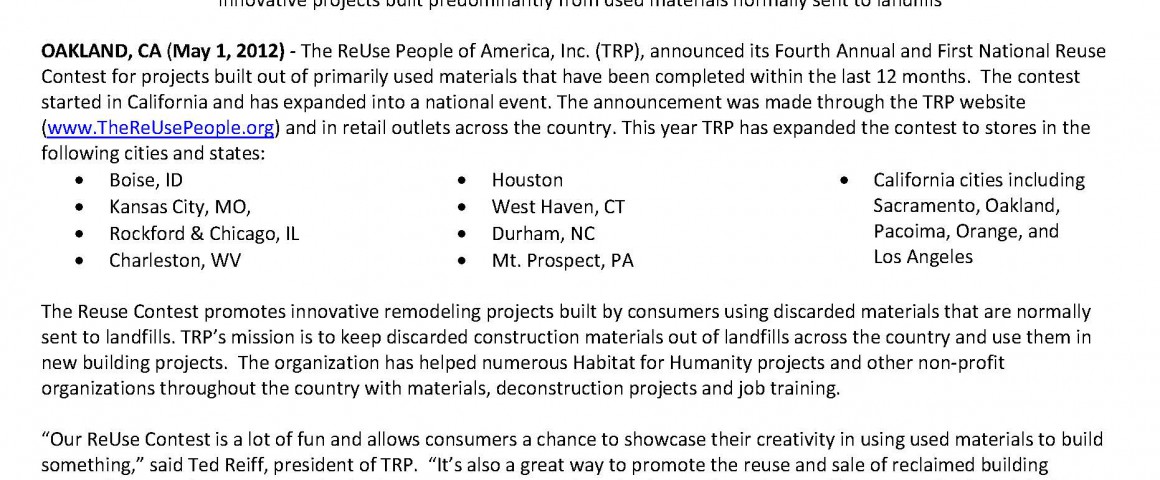 innovative projects built predominantly from used materials normally sent to landfills
OAKLAND, CA (May 1, 2012) - The ReUse People of America, Inc. (TRP), announced its Fourth Annual and First National Reuse
Contest for projects built out of primarily used materials that have been completed within the last 12 months.  The contest
started in California and has expanded into a national event. The announcement was made through the TRP website
(www.TheReUsePeople.org) and in retail outlets across the country. This year TRP has expanded the contest to stores in the
following cities and states:
• Boise, ID
• Kansas City, MO,
• Rockford & Chicago, IL
• Charleston, WV
• Houston
• West Haven, CT
• Durham, NC
• Mt. Prospect, PA
• California cities including
Sacramento, Oakland,
Pacoima, Orange, and
Los Angeles
The Reuse Contest promotes innovative remodeling projects built by consumers using discarded materials that are normally
sent to landfills. TRP’s mission is to keep discarded construction materials out of landfills across the country and use them in
new building projects.  The organization has helped numerous Habitat for Humanity projects and other non-profit
organizations throughout the country with materials, deconstruction projects and job training.
“Our ReUse Contest is a lot of fun and allows consumers a chance to showcase their creativity in using used materials to build
something,” said Ted Reiff, president of TRP.  “It’s also a great way to promote the reuse and sale of reclaimed building